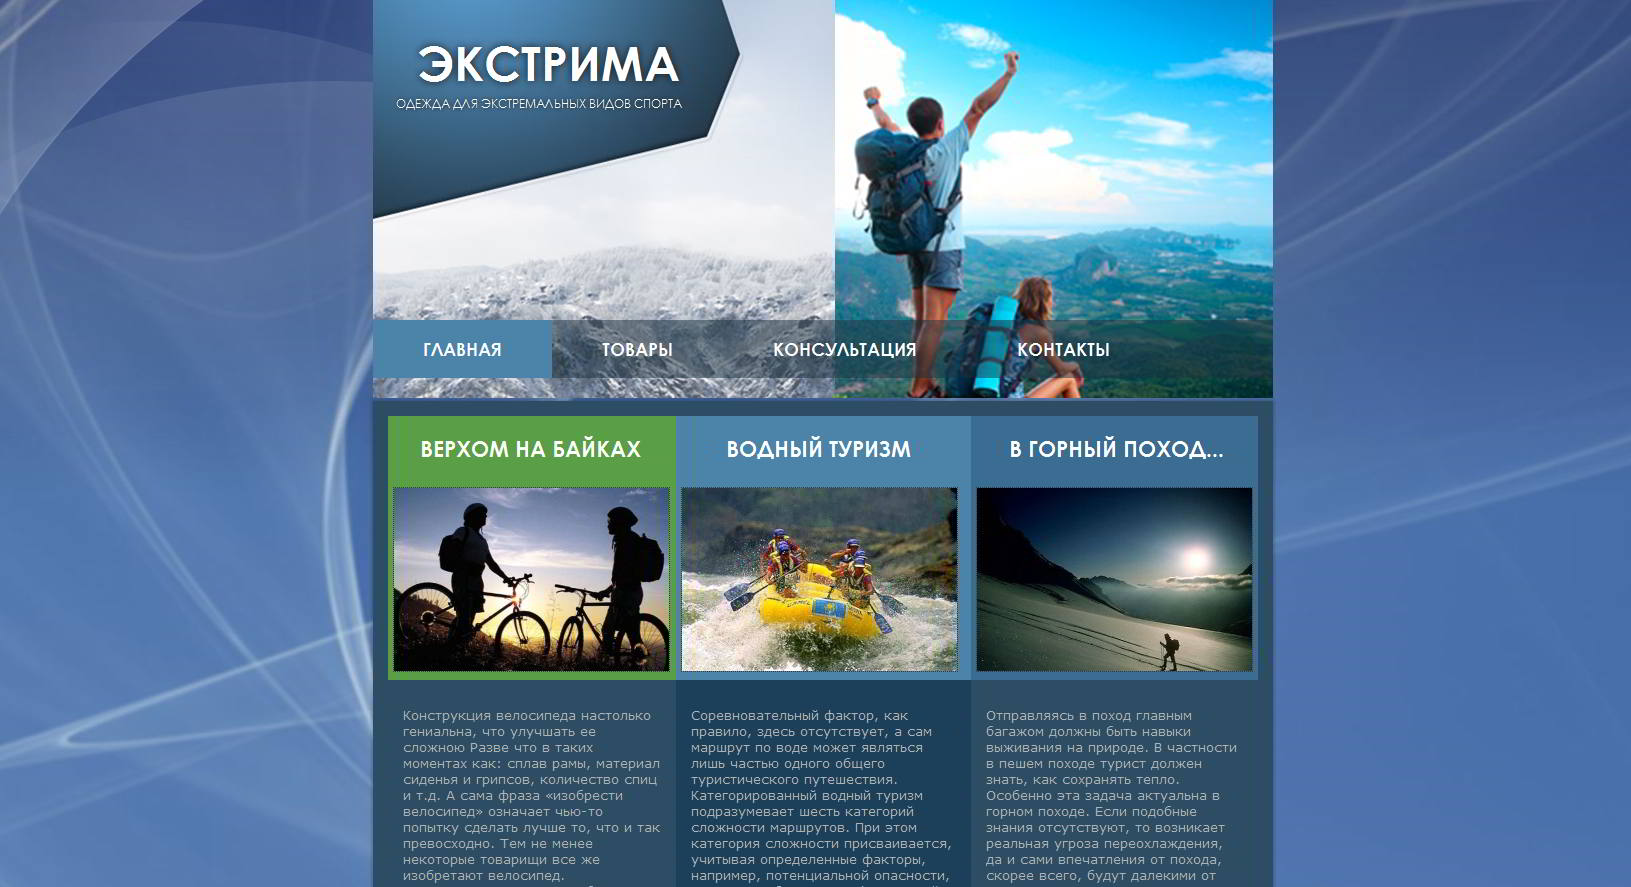 ЭКСТРИМА
ОДЕЖДА ДЛЯ ЭКСТРЕМАЛЬНЫХ ВИДОВ СПОРТА
ГЛАВНАЯ ТОВАРЫ КОНСУЛЬТАЦИЯ КОНТАКТЫ
ВЕРХОМ НА БАЙКАХ
Конструкция велосипеда настолько
гениальна, что улучшать ее
сложною Разве что в таких
моментах как: сплав рамы, материал
сиденья и грипсов, количество спиц
и т.д. А сама фраза «изобрести
велосипед» означает чью-то
попытку сделать лучше то, что и так
превосходно. Тем не менее
некоторые товарищи все же
изобретают велосипед.
ВОДНЫЙ ТУРИЗМ
Соревновательный фактор, как
правило, здесь отсутствует, а сам
маршрут по воде может являться
лишь частью одного общего
туристического путешествия.
Категорированный водный туризм
подразумевает шесть категорий
сложности маршрутов. При этом
категория сложности присваивается,
учитывая определенные факторы,
например, потенциальной опасности,
В ГОРНЫЙ ПОХОД...
Отправляясь в поход главным
багажом должны быть навыки
выживания на природе. В частности
в пешем походе турист должен
знать, как сохранять тепло.
Особенно эта задача актуальна в
горном походе. Если подобные
знания отсутствуют, то возникает
реальная угроза переохлаждения,
да и сами впечатления от похода,
скорее всего, будут далекими от